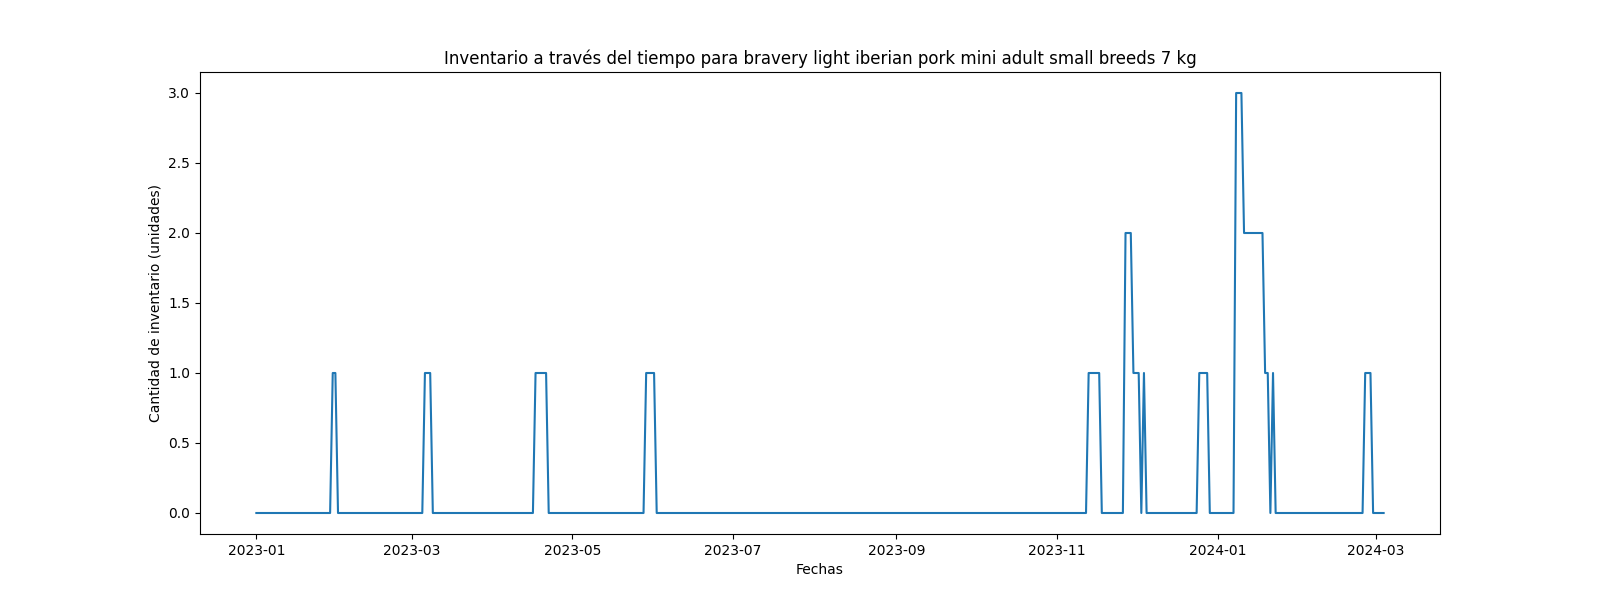 Inventario a través del tiempo para bravery light iberian pork mini adult small breeds 7 kg
Cantidad de inventario (unidades)
3.0
2.5
2.0
1.5
1.0
0.5
0.0
2023-01 2023-03 2023-05 2023-07 2023-09 2023-11 2024-01 2024-03
Fechas